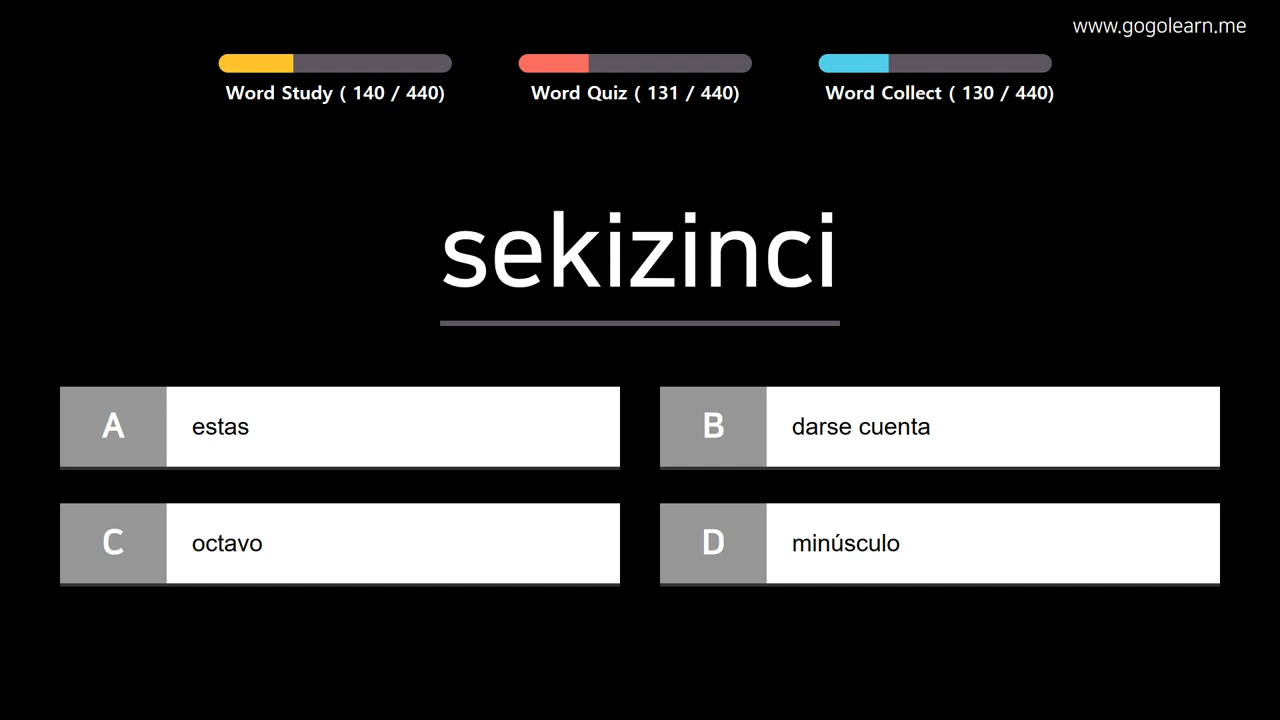 www.gogolearn.me
Word Study ( 140 / 440)
Word Quiz ( 131 / 440)
Word Collect ( 130 / 440)
sekizinci
A estas
B darse cuenta
C octavo
D minúsculo